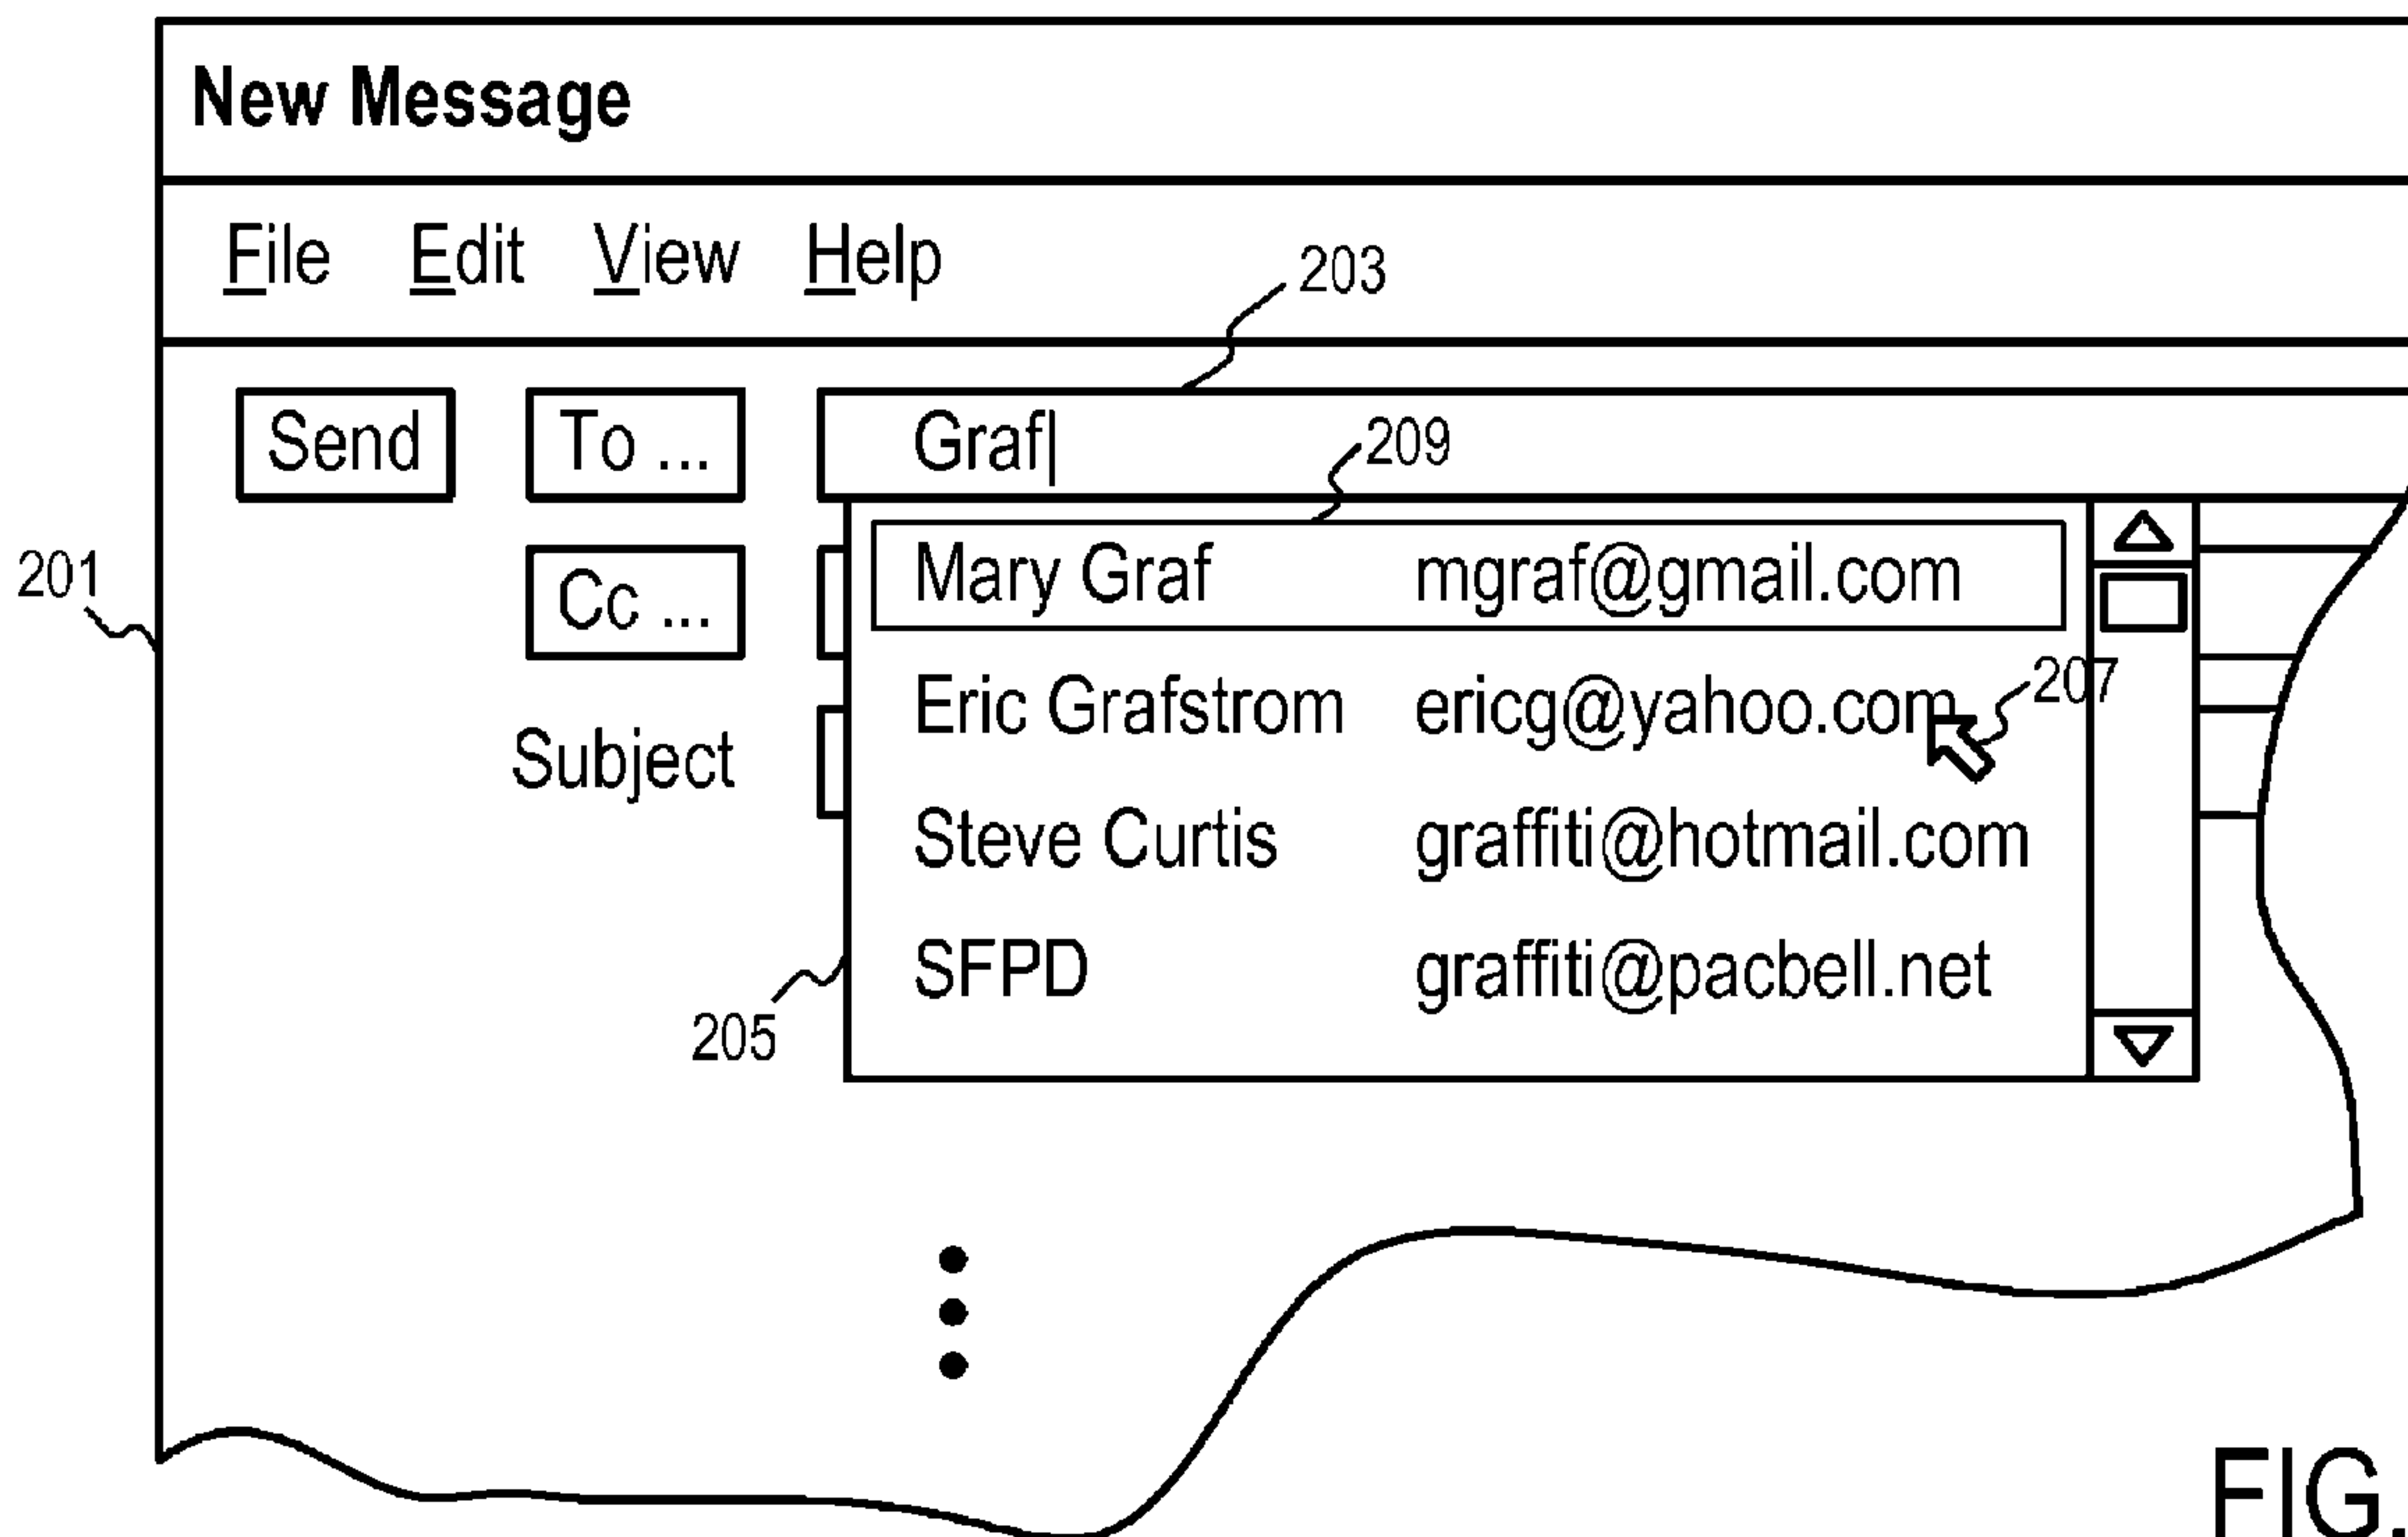 New Message
File Edit View Help
203
Send To ... Graf
209
201
Cc ...
Mary Graf mgraf@gmail.com
207
Eric Grafstrom ericg@yahoo.com
Subject
Steve Curtis graffiti@hotmail.com
SFPD graffiti@pacbell.net
205
FIG.